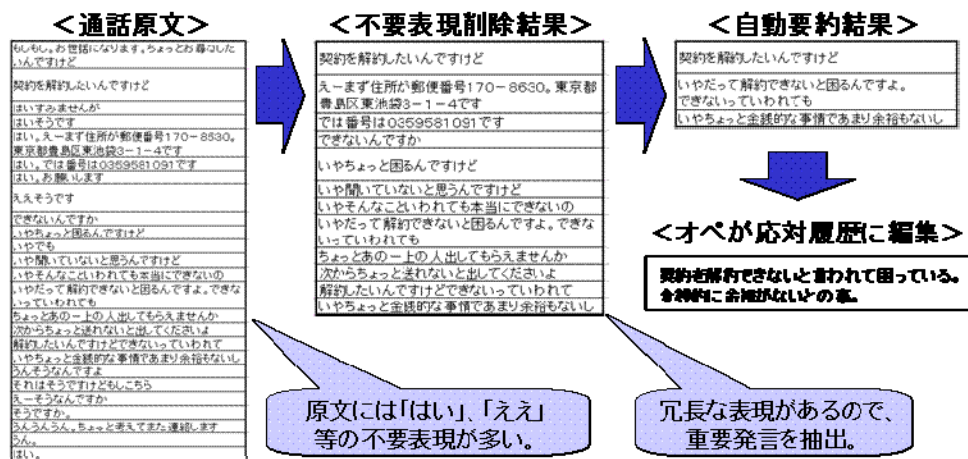 ＜通話原文＞
もしもし。お世話になります。ちょっとお尋ねした
いんですけど
契約を解約したいんですけど
はいすみませんが
はいそうです
はい。えーまず住所が郵便番号170－8530。
東京都豊島区東池袋3－1－4です
はい。では番号は0359581091です
はい。お願いします
ええそうです
できないんですか
いやちょっと困るんですけど
いやでも
いや聞いていないと思うんですけど
いやそんなこといわれても本当にできないの
いやだって解約できないと困るんですよ。できな
いっていわれても
ちょっとあの－上の人出してもらえませんか
次からちょっと送れないと出してくださいよ
解約したいんですけどできないっていわれて
いやちょっと金銭的な事情であまり余裕もないし
うんそうなんですよ
それはそうですけどもしこちら
えーそうなんですか
そうですか。
うんうんうん。ちょっと考えてまた連絡します
うん。
はい。
＜不要表現削除結果＞
契約を解約したいんですけど
えーまず住所が郵便番号170－8630。東京都
豊島区東池袋3－1－4です
では番号は0359581091です
できないんですか
いやちょっと困るんですけど
いや聞いていないと思うんですけど
いやそんなこといわれても本当にできないの
いやだって解約できないと困るんですよ。できな
いっていわれても
ちょっとあの－上の人出してもらえませんか
次からちょっと送れないと出してくださいよ
解約したいんですけどできないっていわれて
いやちょっと金銭的な事情であまり余裕もないし
＜自動要約結果＞
契約を解約したいんですけど
いやだって解約できないと困るんですよ。
できないっていわれても
いやちょっと金銭的な事情であまり余裕もないし
＜オペが応対履歴に編集＞
契約を解約できないと言われて困っている。
金銭的に余裕がないとの事。
原文には「はい」、「ええ」
等の不要表現が多い。
冗長な表現があるので、
重要発言を抽出。